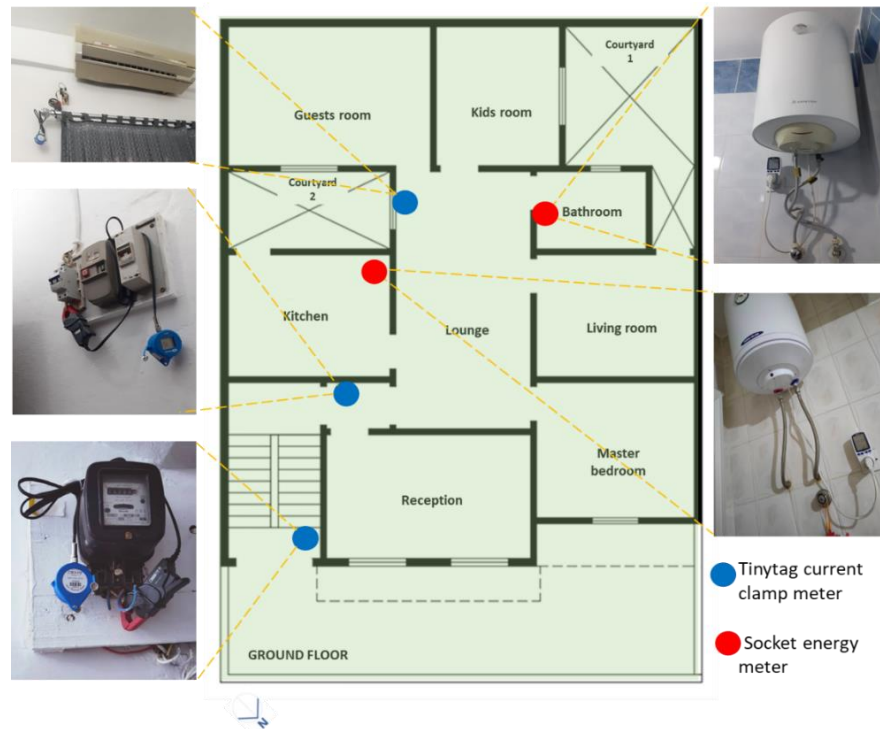 Courtyard
1
Guests room
Kids room
Courtyard
2
Bathroom
Kitchen
Lounge
Living room
Master
bedroom
Reception
Tinytag current
clamp meter
Socket energy
meter
GROUND FLOOR
N